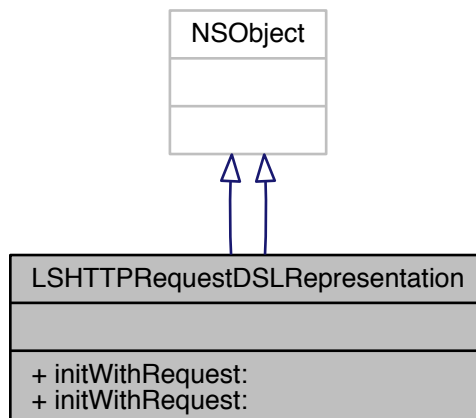 NSObject
LSHTTPRequestDSLRepresentation
+ initWithRequest:
+ initWithRequest: